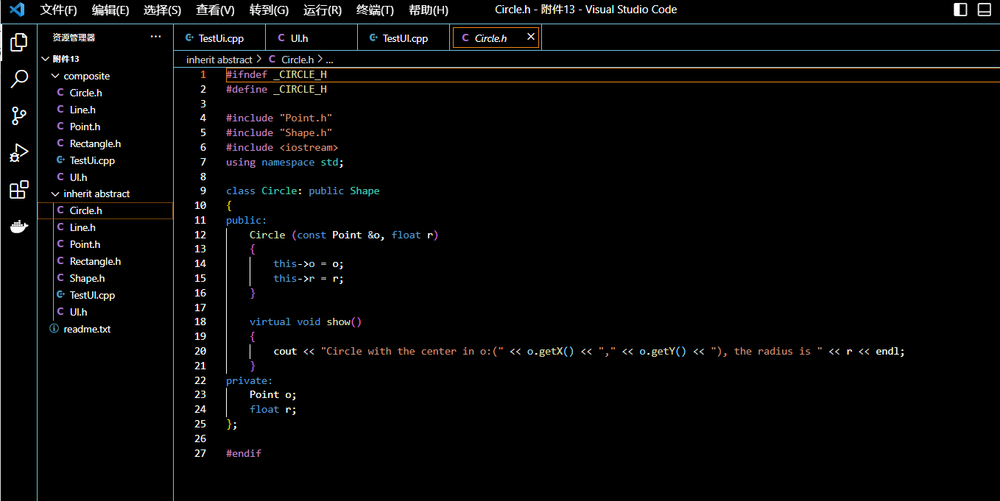 文件(F) 编辑(E) 选择(S) 查看(V) 转到(G) 运行(R) 终端(T) 帮助(H) Circle.h - 附件13 - Visual Studio Code
资源管理器 ···
附件13
composite
C Circle.h
C Line.h
C Point.h
C Rectangle.h
TestUi.cpp
C UI.h
inherit abstract
C Circle.h
C Line.h
C Point.h
C Rectangle.h
C Shape.h
TestUI.cpp
C UI.h
readme.txt
TestUi.cpp C UI.h TestUI.cpp C Circle.h
inherit abstract > C Circle.h > ...
1 #ifndef _CIRCLE_H
2 #define _CIRCLE_H
3
4 #include "Point.h"
5 #include "Shape.h"
6 #include <iostream>
7 using namespace std;
8
9 class Circle: public Shape
10 {
11 public:
12 Circle (const Point &o, float r)
13 {
14 this->o = o;
15 this->r = r;
16 }
17
18 virtual void show()
19 {
20 cout << "Circle with the center in o:(" << o.getX() << "," << o.getY() << "), the radius is " << r << endl;
21 }
22 private:
23 Point o;
24 float r;
25 };
26
27 #endif